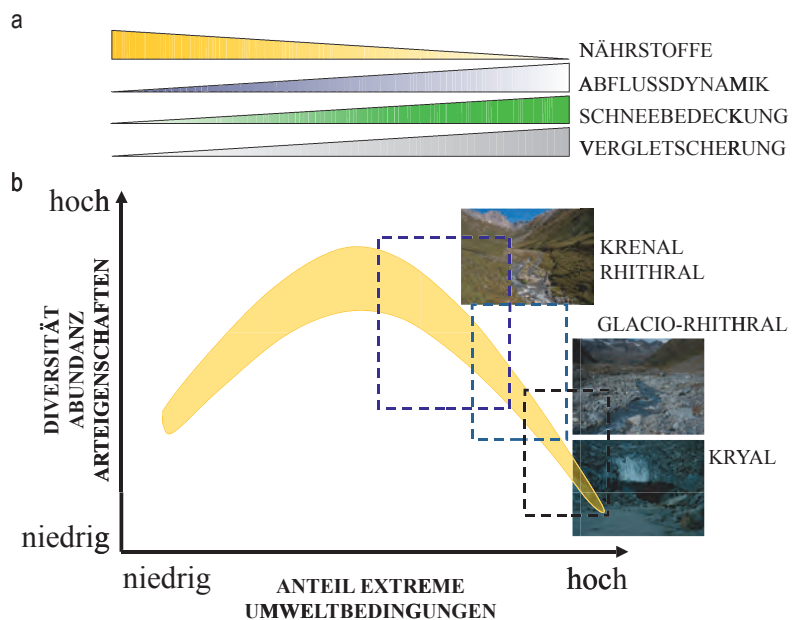 a
NÄHRSTOFFE
ABFLUSSDYNAMIK
SCHNEEBEDECKUNG
VERGLETSCHERUNG
b
hoch
DIVERSITÄT
ABUNDANZ
ARTEIGENSCHAFTEN
niedrig
KRENAL
RHITHRAL
GLACIO-RHITHRAL
KRYAL
niedrig
hoch
ANTEIL EXTREME
UMWELTBEDINGUNGEN